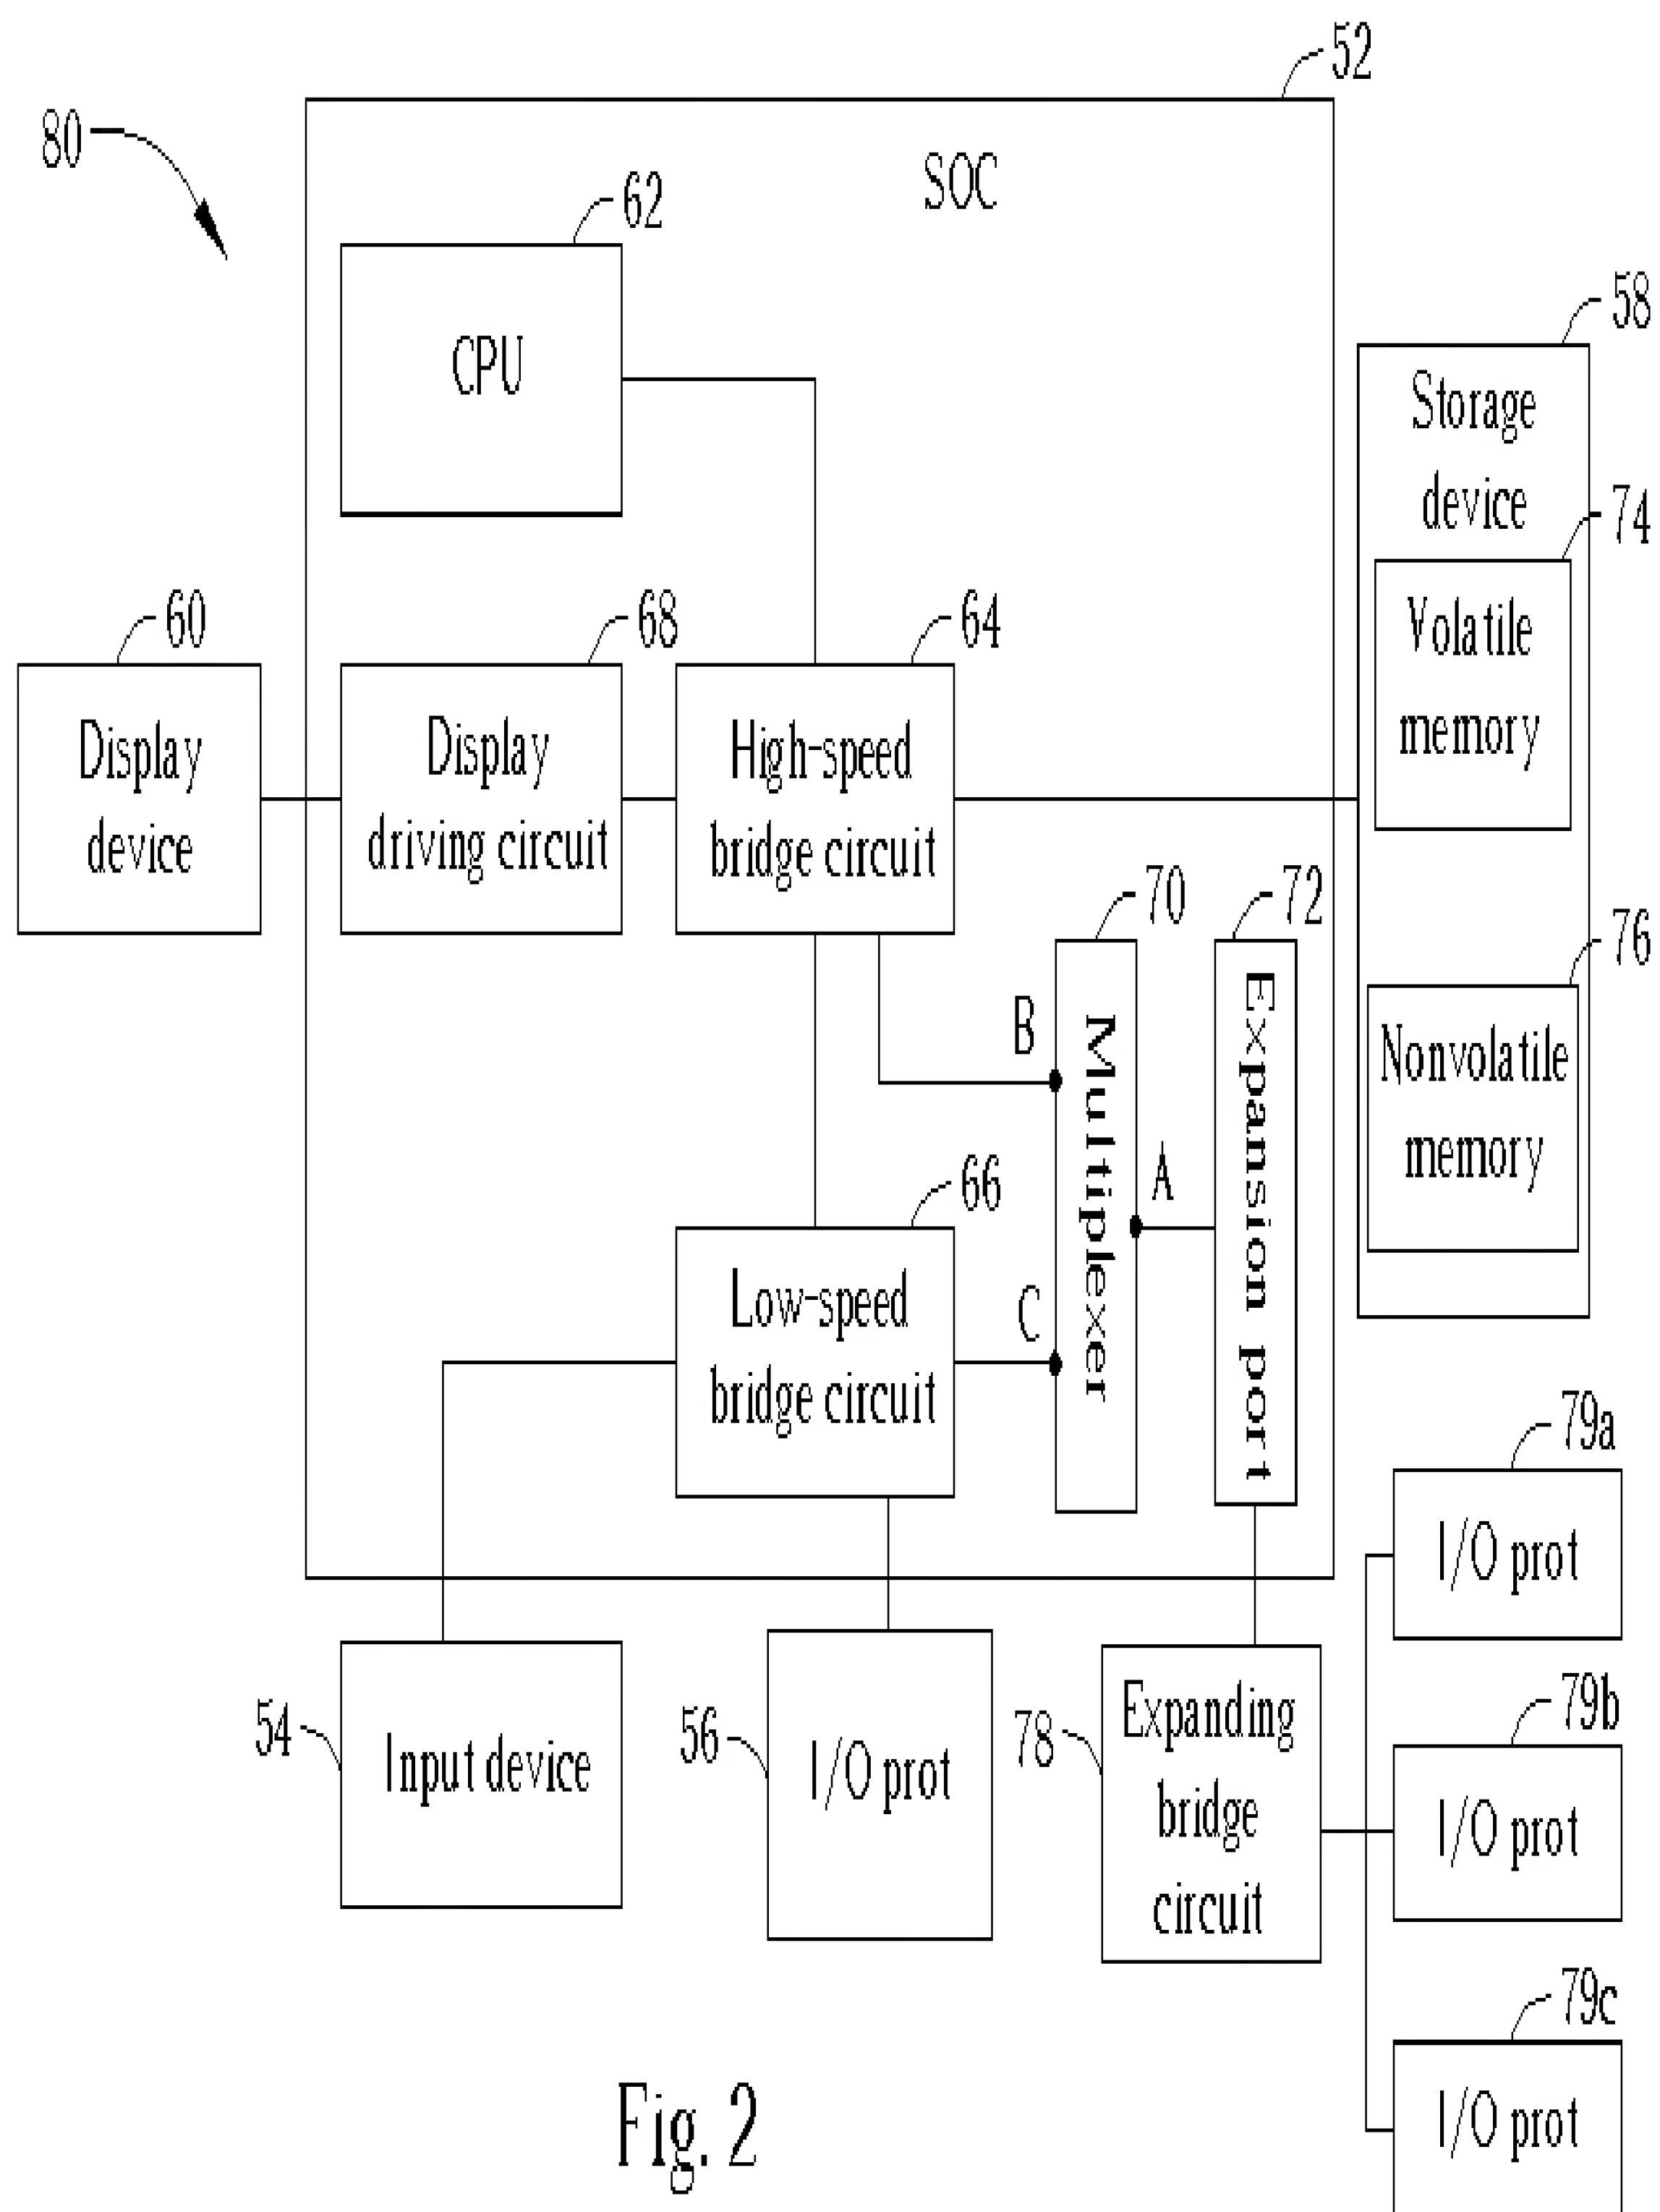 52
80
SOC
62
CPU
58
Storage
device
74
Volatile
memory
60
Display
device
68
Display
driving circuit
64
High-speed
bridge circuit
70
Multiplexer
72
Expansion port
76
Nonvolatile
memory
B
A
C
66
Low-speed
bridge circuit
79a
I/O prot
54
Input device
56
I/O prot
78
Expanding
bridge
circuit
79b
I/O prot
79c
I/O prot
Fig. 2